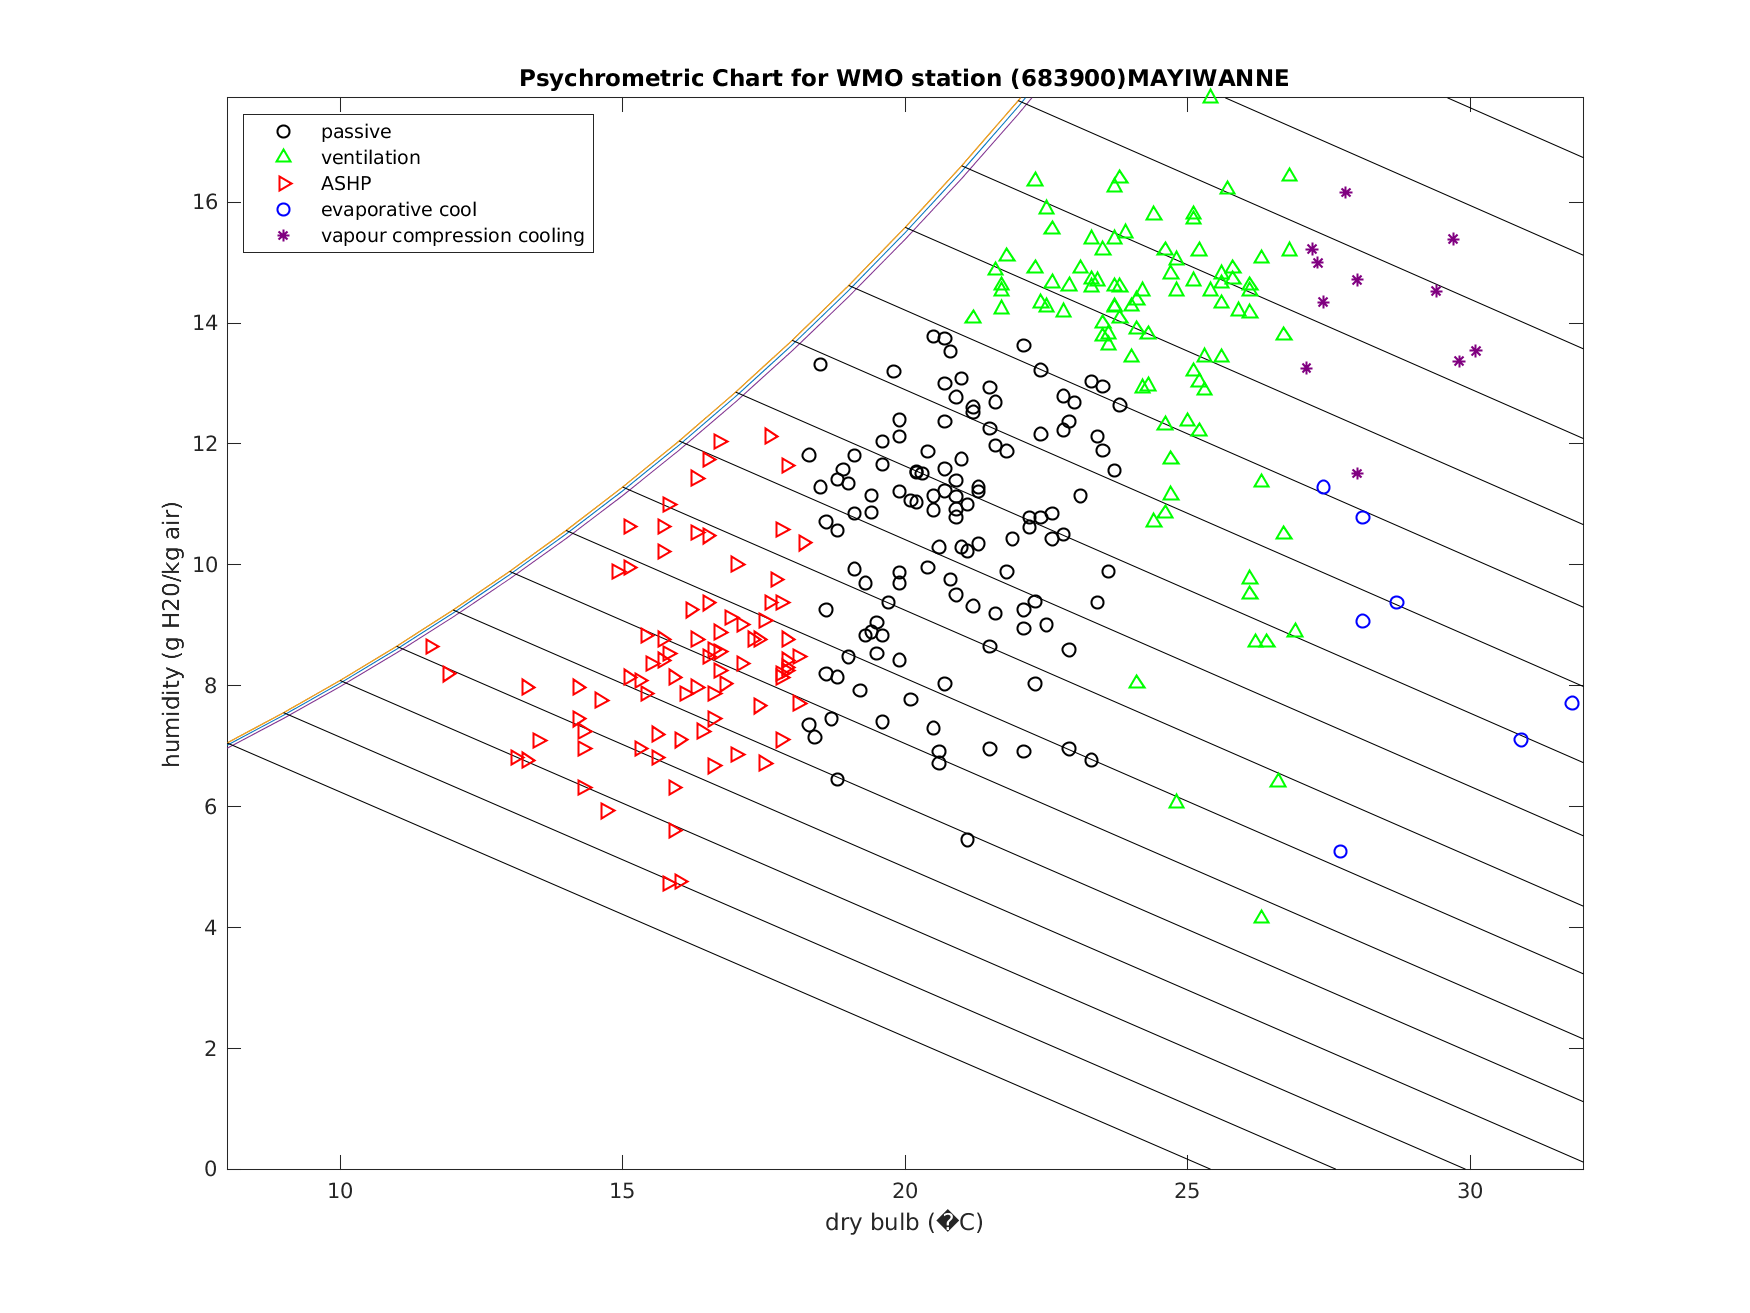 Psychrometric Chart for WMO station (683900)MAYIWANNE
passive
ventilation
ASHP
evaporative cool
vapour compression cooling
humidity (g H20/kg air)
16
14
12
10
8
6
4
2
0
10 15 20 25 30
dry bulb (�C)